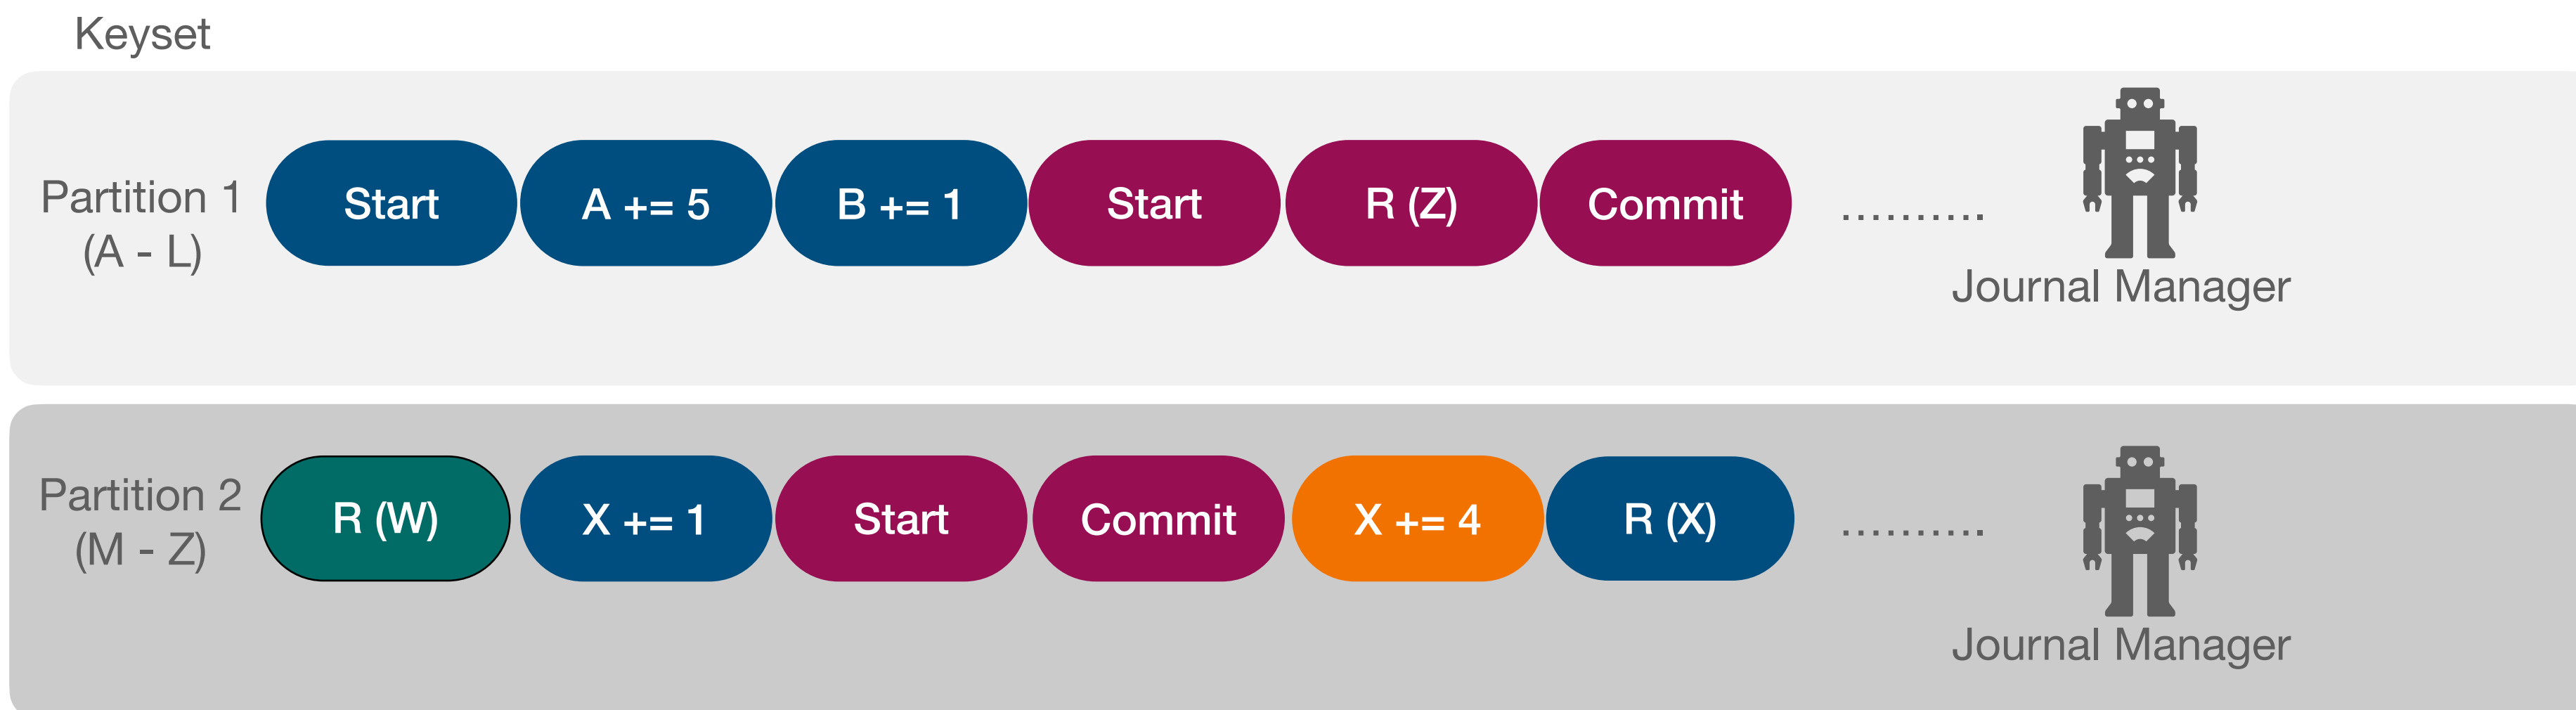 Keyset
Partition 1
(A - L)
Start
A += 5
B += 1
Start
R (Z)
Commit
..........
Journal Manager
Partition 2
(M - Z)
R (W)
X += 1
Start
Commit
X += 4
R (X)
..........
Journal Manager